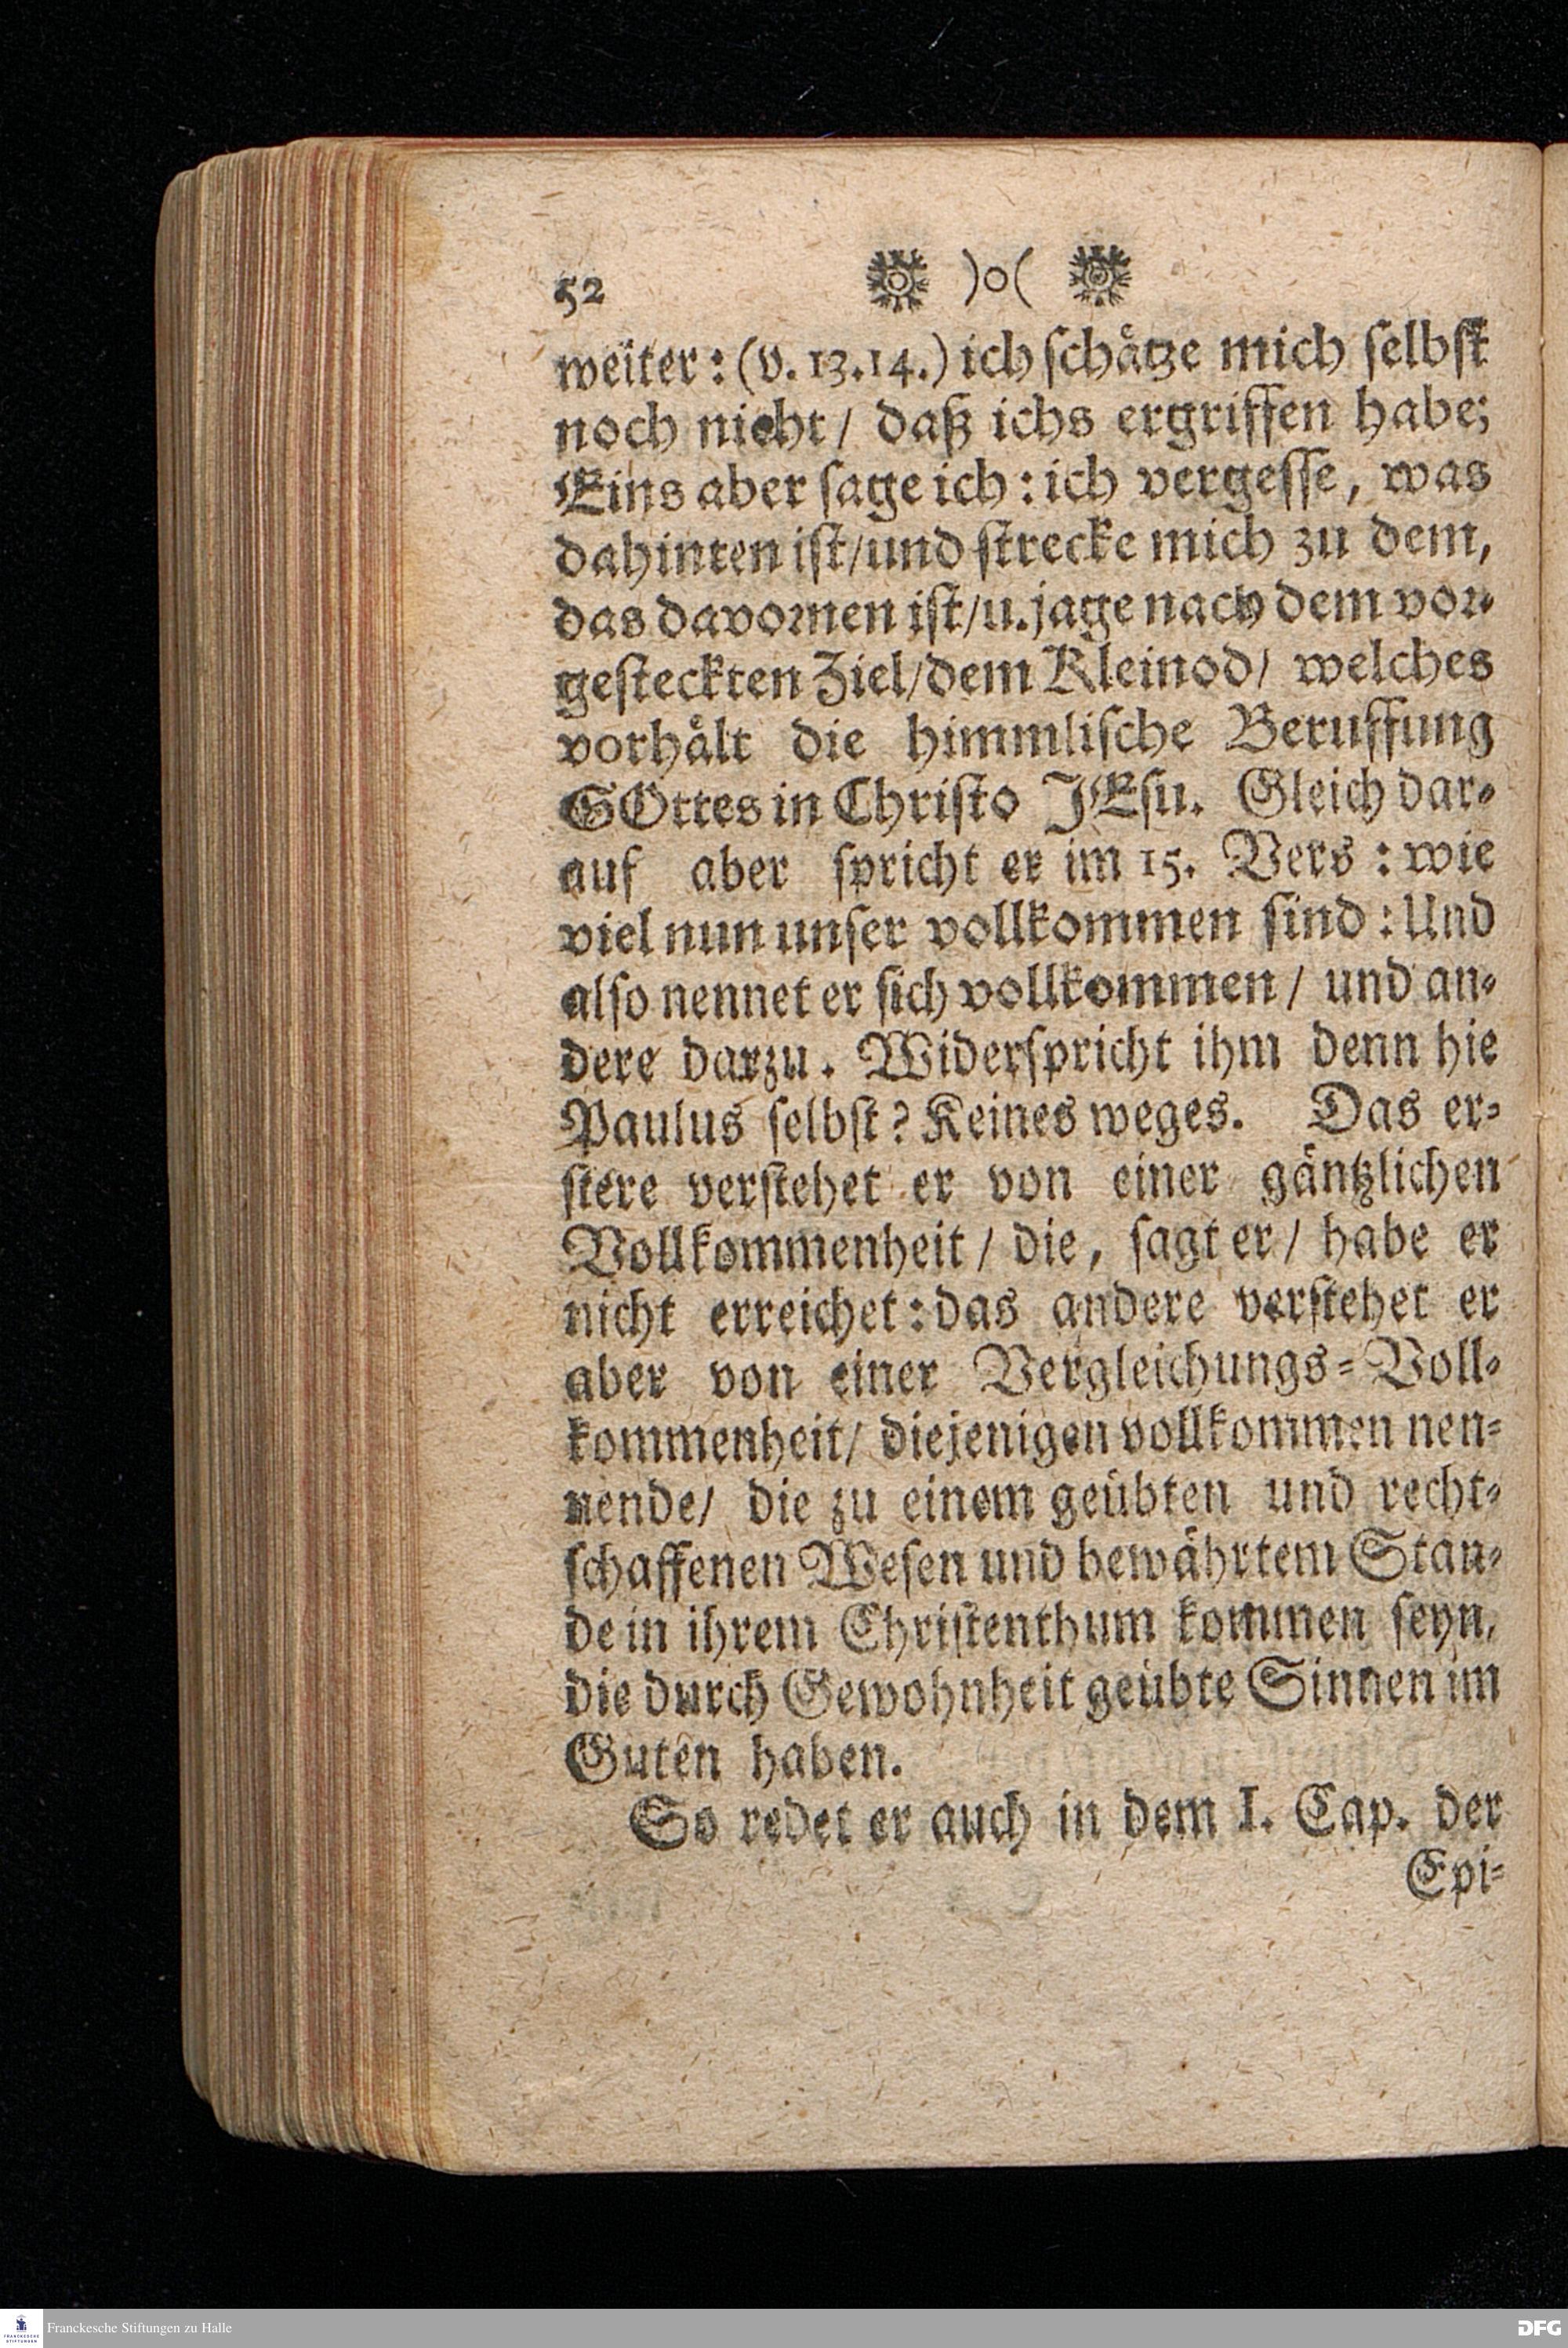 52 )o(
weiter: (v. 13.14.) ich schätze mich selbst
noch nicht / daß ichs ergriffen habe;
Eins aber sage ich: ich vergesse, was
dahinten ist/und strecke mich zu dem,
das davornen ist/u. jage nach dem vor-
gesteckten Ziel/dem Kleinod/ welches
vorhält die himmlische Beruffung
GOttes in Christo JEsu. Gleich dar-
auf aber spricht er im 15. Vers: wie
viel nun unser vollkommen sind: Und
also nennet er sich vollkommen / und an-
dere darzu. Widerspricht ihm denn hie
Paulus selbst? Keines weges. Das er-
stere verstehet er von einer gäntzlichen
Vollkommenheit / die, sagt er / habe er
nicht erreichet: das andere verstehet er
aber von einer Vergleichungs-Voll-
kommenheit/ diejenigen vollkommen nen-
nende/ die zu einem geübten und recht-
schaffenen Wesen und bewährtem Stan-
de in ihrem Christenthum kommen seyn,
die durch Gewohnheit geübte Sinnen im
Guten haben.
So redet er auch in dem I. Cap. der
Epi-
Franckesche Stiftungen zu Halle
DFG